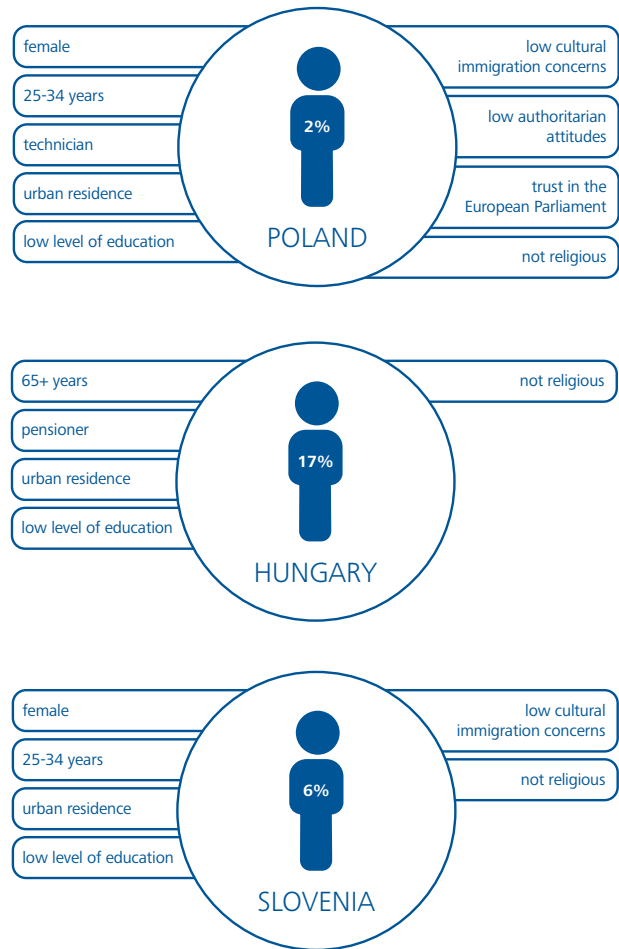 female
25-34 years
technician
urban residence
low level of education
2%
POLAND
low cultural
immigration concerns
low authoritarian
attitudes
trust in the
European Parliament
not religious
65+ years
pensioner
urban residence
low level of education
17%
HUNGARY
not religious
female
25-34 years
urban residence
low level of education
6%
SLOVENIA
low cultural
immigration concerns
not religious